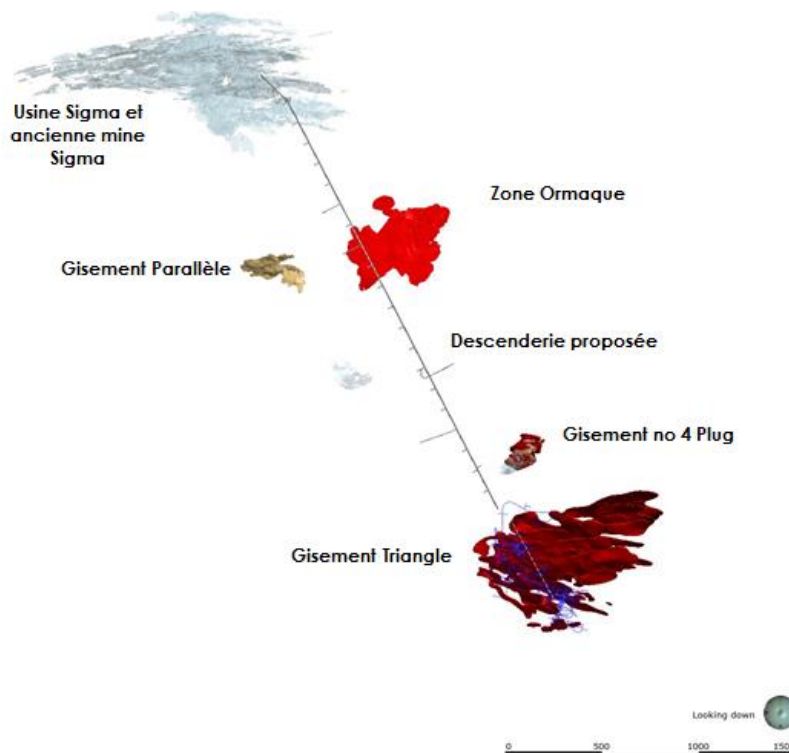 Usine Sigma et
ancienne mine
Sigma
Zone Ormaque
Gisement Parallèle
Descenderie proposée
Gisement no 4 Plug
Gisement Triangle
Looking down
0 500 1000 150